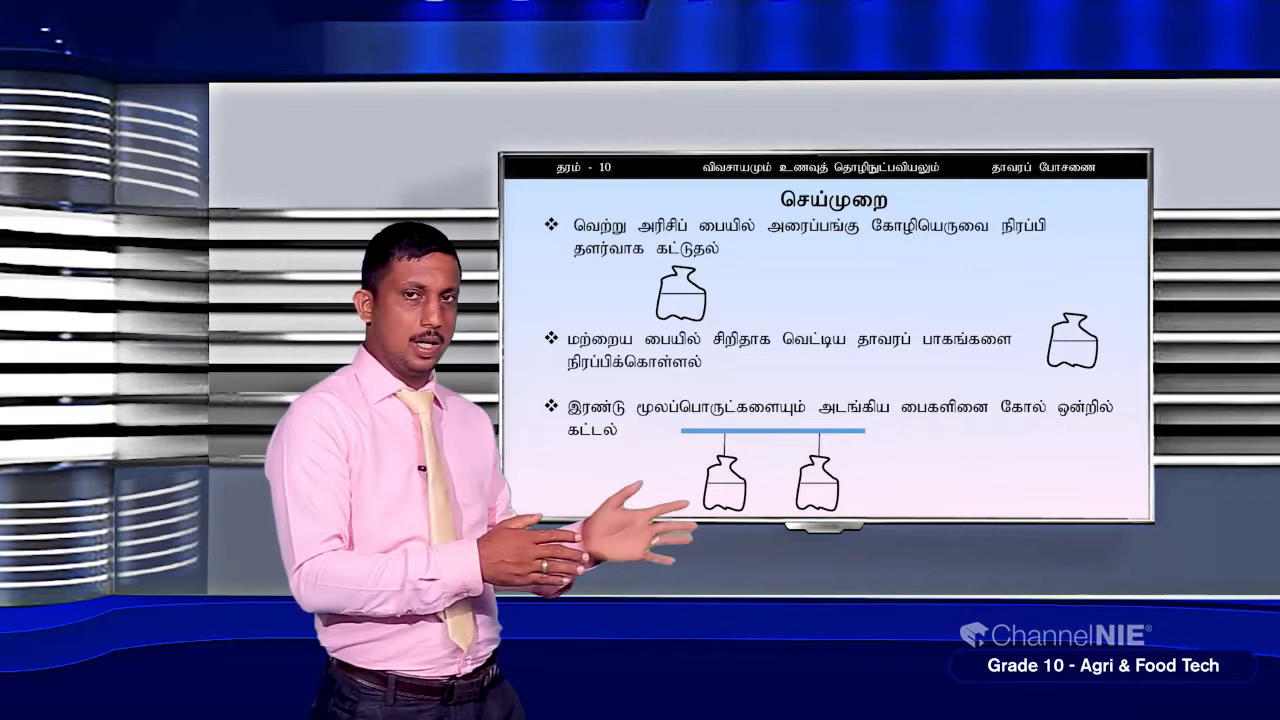 தரம் - 10 விவசாயமும் உணவுத் தொழிநுட்பவியலும் தாவரப் போசணை
செய்முறை
❖ வெற்று அரிசிப் பையில் அரைப்பங்கு கோழியெருவை நிரப்பி
தளர்வாக கட்டுதல்
❖ மற்றைய பையில் சிறிதாக வெட்டிய தாவரப் பாகங்களை
நிரப்பிக்கொள்ளல்
❖ இரண்டு மூலப்பொருட்களையும் அடங்கிய பைகளினை கோல் ஒன்றில்
கட்டல்
ChannelNIE®
Grade 10 - Agri & Food Tech